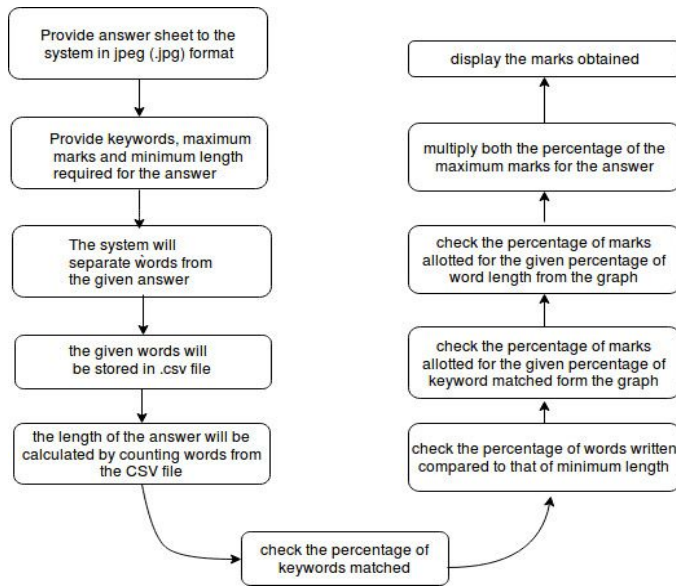 Provide answer sheet to the
system in jpeg (.jpg) format
Provide keywords, maximum
marks and minimum length
required for the answer
The system will
separate words from
the given answer
the given words will
be stored in .csv file
the length of the answer will be
calculated by counting words from
the CSV file
check the percentage of
keywords matched
check the percentage of words written
compared to that of minimum length
check the percentage of marks
allotted for the given percentage of
keyword matched form the graph
check the percentage of marks
allotted for the given percentage of
word length from the graph
multiply both the percentage of the
maximum marks for the answer
display the marks obtained